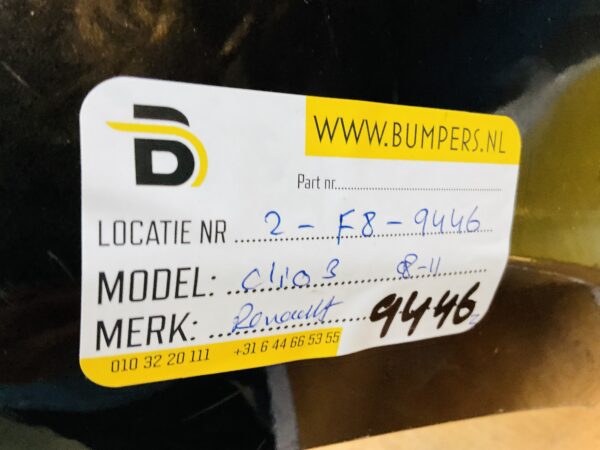 B
WWW.BUMPERS.NL
Part nr.
LOCATIE NR 2 - F8 - 9446
MODEL: clio 3 8-11
MERK: Renault 9446
010 32 20 111 +31 6 44 66 53 55